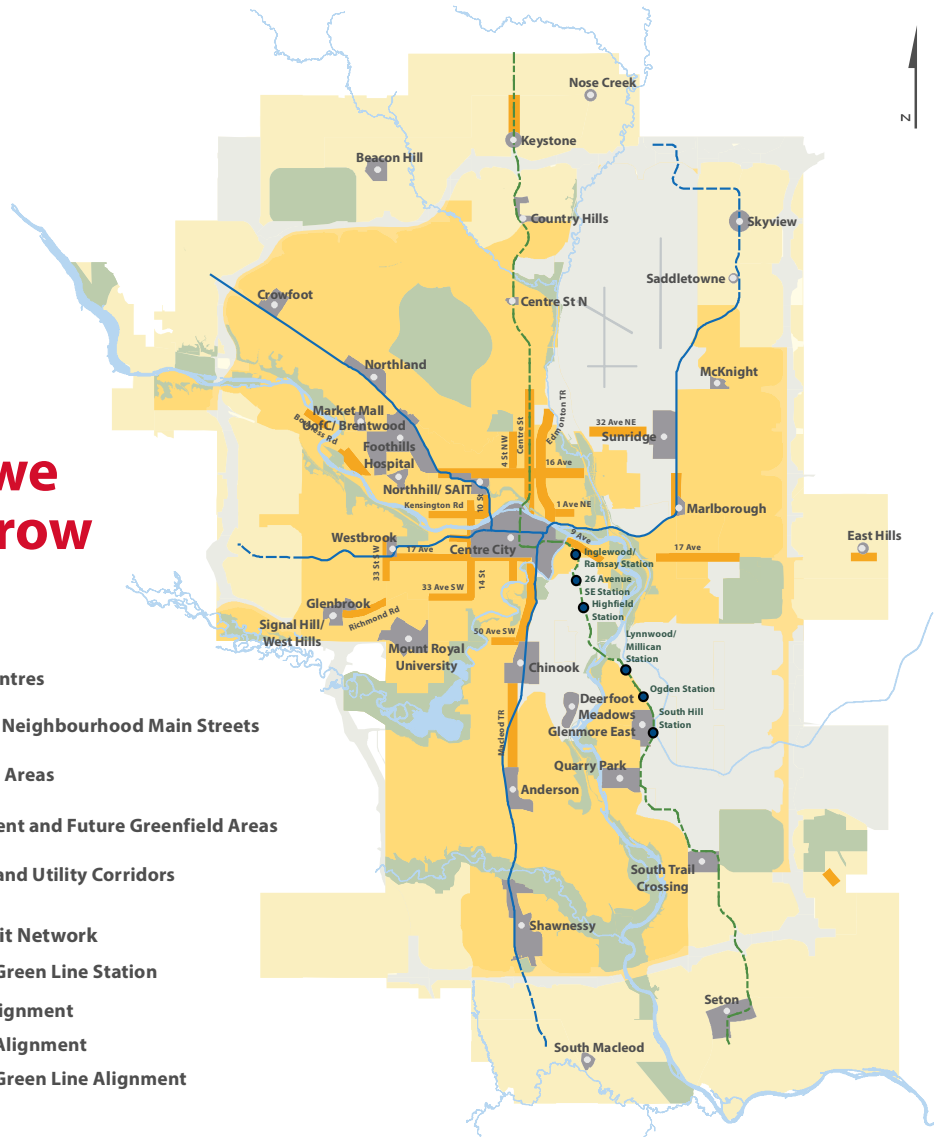 Nose Creek
N
Keystone
Beacon Hill
Country Hills
Skyview
Saddletowne
Crowfoot
Centre St N
Northland
McKnight
Market Mall
Bowness Rd
UofC/ Brentwood
Foothills
Hospital
4 St NW
Centre St
Edmonton TR
32 Ave NE
Sunridge
16 Ave
we
row
Northhill/ SAIT
Kensington Rd
10 St
1 Ave NE
Marlborough
Westbrook
17 Ave
Centre City
9 Ave
Inglewood/
Ramsay Station
17 Ave
East Hills
33 St SW
14 St
33 Ave SW
26 Avenue
SE Station
Highfield
Station
Glenbrook
Richmond Rd
Signal Hill/
West Hills
50 Ave SW
Mount Royal
University
Lynnwood/
Millican
Station
Chinook
Ogden Station
Deerfoot
Meadows
Glenmore East
South Hill
Station
Macleod TR
Quarry Park
Anderson
South Trail
Crossing
Shawnessy
Seton
South Macleod
ntres
Neighbourhood Main Streets
Areas
ent and Future Greenfield Areas
and Utility Corridors
it Network
Green Line Station
ignment
Alignment
Green Line Alignment